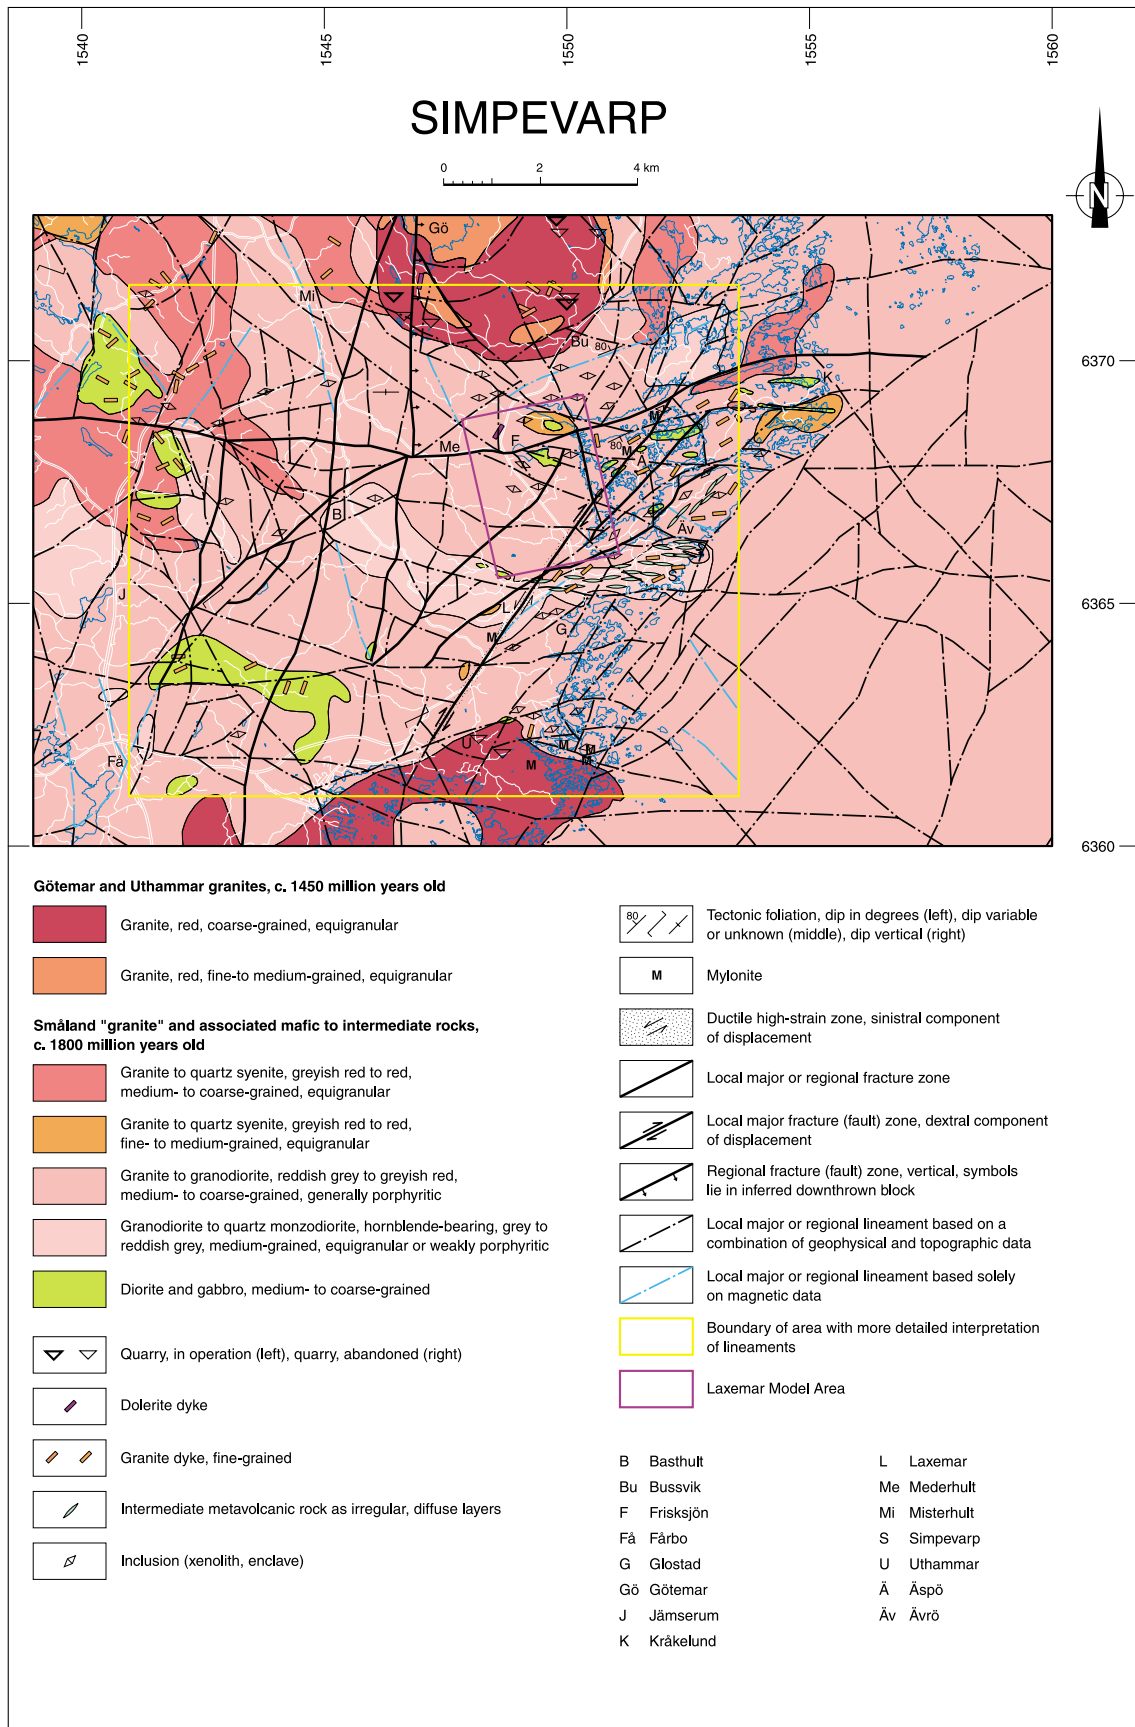 1540
1545
1550
1555
1560
SIMPEVARP
0 2 4 km
N
Gö
Mi
Bu
80
6370
K
M
Me
F
80
M
Ä
B
Äv
S
J
L
6365
G
M
U
M
M
M
M
Få
6360
Götemar and Uthammar granites, c. 1450 million years old
Granite, red, coarse-grained, equigranular
Granite, red, fine-to medium-grained, equigranular
Småland "granite" and associated mafic to intermediate rocks,
c. 1800 million years old
Granite to quartz syenite, greyish red to red,
medium- to coarse-grained, equigranular
Granite to quartz syenite, greyish red to red,
fine- to medium-grained, equigranular
Granite to granodiorite, reddish grey to greyish red,
medium- to coarse-grained, generally porphyritic
Granodiorite to quartz monzodiorite, hornblende-bearing, grey to
reddish grey, medium-grained, equigranular or weakly porphyritic
Diorite and gabbro, medium- to coarse-grained
Quarry, in operation (left), quarry, abandoned (right)
Dolerite dyke
Granite dyke, fine-grained
Intermediate metavolcanic rock as irregular, diffuse layers
Inclusion (xenolith, enclave)
80
Tectonic foliation, dip in degrees (left), dip variable
or unknown (middle), dip vertical (right)
M
Mylonite
Ductile high-strain zone, sinistral component
of displacement
Local major or regional fracture zone
Local major fracture (fault) zone, dextral component
of displacement
Regional fracture (fault) zone, vertical, symbols
lie in inferred downthrown block
Local major or regional lineament based on a
combination of geophysical and topographic data
Local major or regional lineament based solely
on magnetic data
Boundary of area with more detailed interpretation
of lineaments
Laxemar Model Area
B Basthult
Bu Bussvik
F Frisksjön
Få Fårbo
G Glostad
Gö Götemar
J Jämserum
K Kråkelund
L Laxemar
Me Mederhult
Mi Misterhult
S Simpevarp
U Uthammar
Ä Äspö
Äv Ävrö